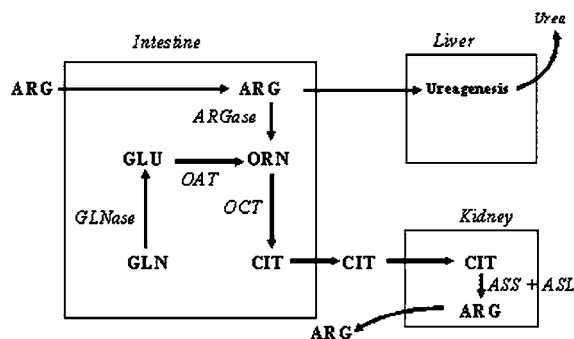 Urea
Intestine Liver
ARG ARG Ureagenesis
ARGase
GLU ORN
OAT
GLNase OCT Kidney
GLN CIT CIT CIT
ASS + ASL
ARG
ARG